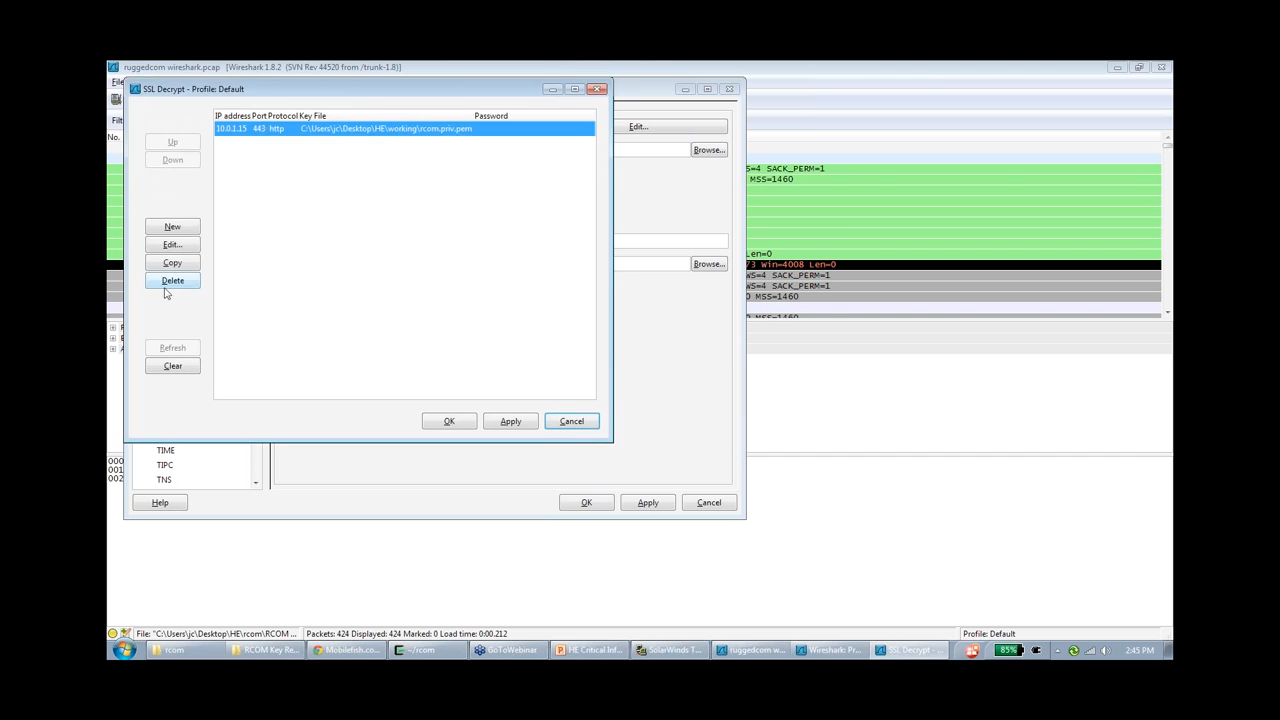 ruggedcom wireshark.pcap [Wireshark 1.8.2 (SVN Rev 44520 from /trunk-1.8)]
SSL Decrypt - Profile: Default
IP address Port Protocol Key File Password
10.0.1.15 443 http C:\Users\jc\Desktop\HE\working\rcom.priv.pem
Up
Down
New
Edit...
Copy
Delete
Refresh
Clear
OK Apply Cancel
Edit...
Browse...
Browse...
No.
=4 SACK_PERM=1
MSS=1460
Len=0
73 Win=4008 Len=0
WS=4 SACK_PERM=1
WS=4 SACK_PERM=1
0 MSS=1460
TIME
TIPC
TNS
000
001
002
Help OK Apply Cancel
File: "C:\Users\jc\Desktop\HE\rcom\RCOM ... Packets: 424 Displayed: 424 Marked: 0 Load time: 0:00.212 Profile: Default
rcom RCOM Key Re... Mobilefish.co... ~/rcom GoToWebinar HE Critical Inf... SolarWinds T... ruggedcom w... Wireshark: Pr... SSL Decrypt - ... 85% 2:45 PM